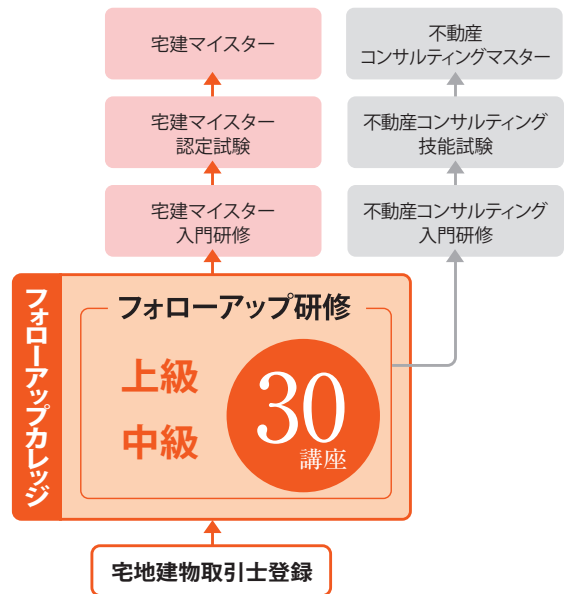 宅建マイスター
不動産
コンサルティングマスター
宅建マイスター
認定試験
不動産コンサルティング
技能試験
宅建マイスター
入門研修
不動産コンサルティング
入門研修
フォローアップカレッジ
フォローアップ研修
上級
中級
30
講座
宅地建物取引士登録